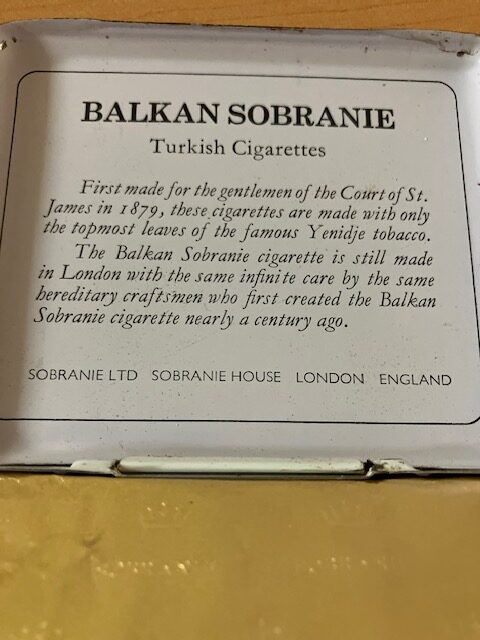 BALKAN SOBRANIE
Turkish Cigarettes
First made for the gentlemen of the Court of St.
James in 1879, these cigarettes are made with only
the topmost leaves of the famous Yenidje tobacco.
The Balkan Sobranie cigarette is still made
in London with the same infinite care by the same
hereditary craftsmen who first created the Balkan
Sobranie cigarette nearly a century ago.
SOBRANIE LTD SOBRANIE HOUSE LONDON ENGLAND